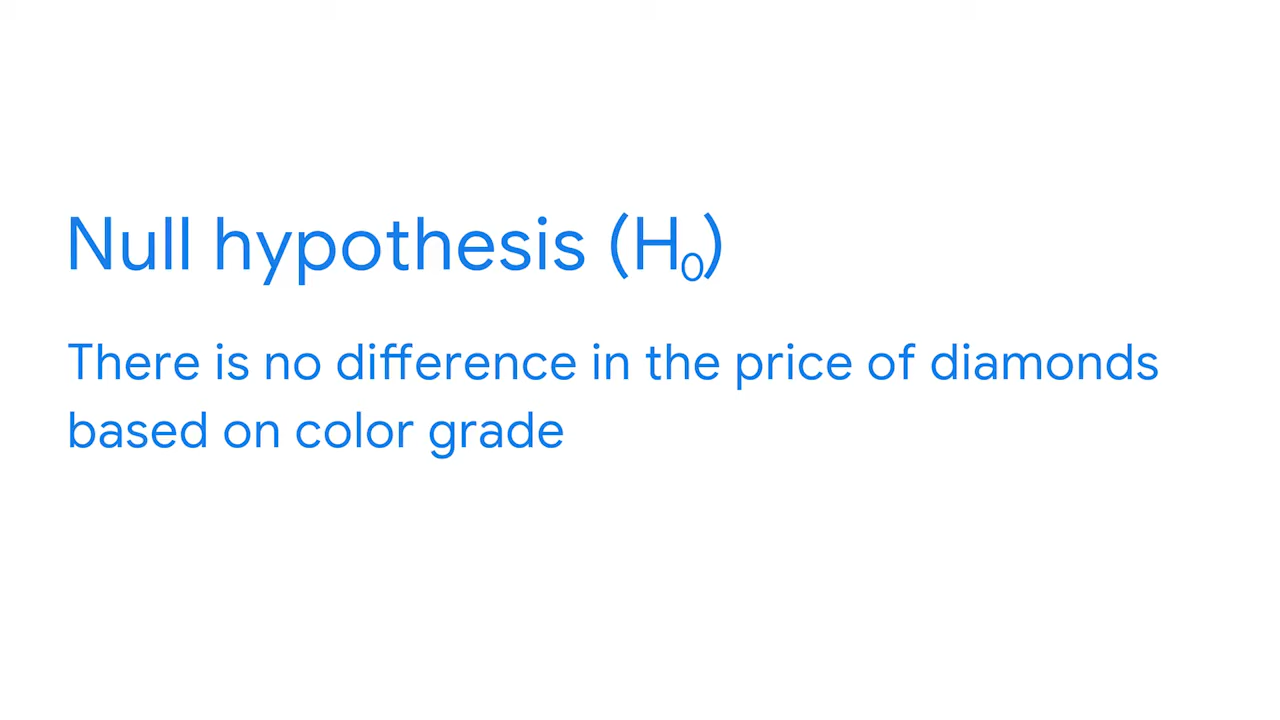 Null hypothesis (H₀)
There is no difference in the price of diamonds
based on color grade